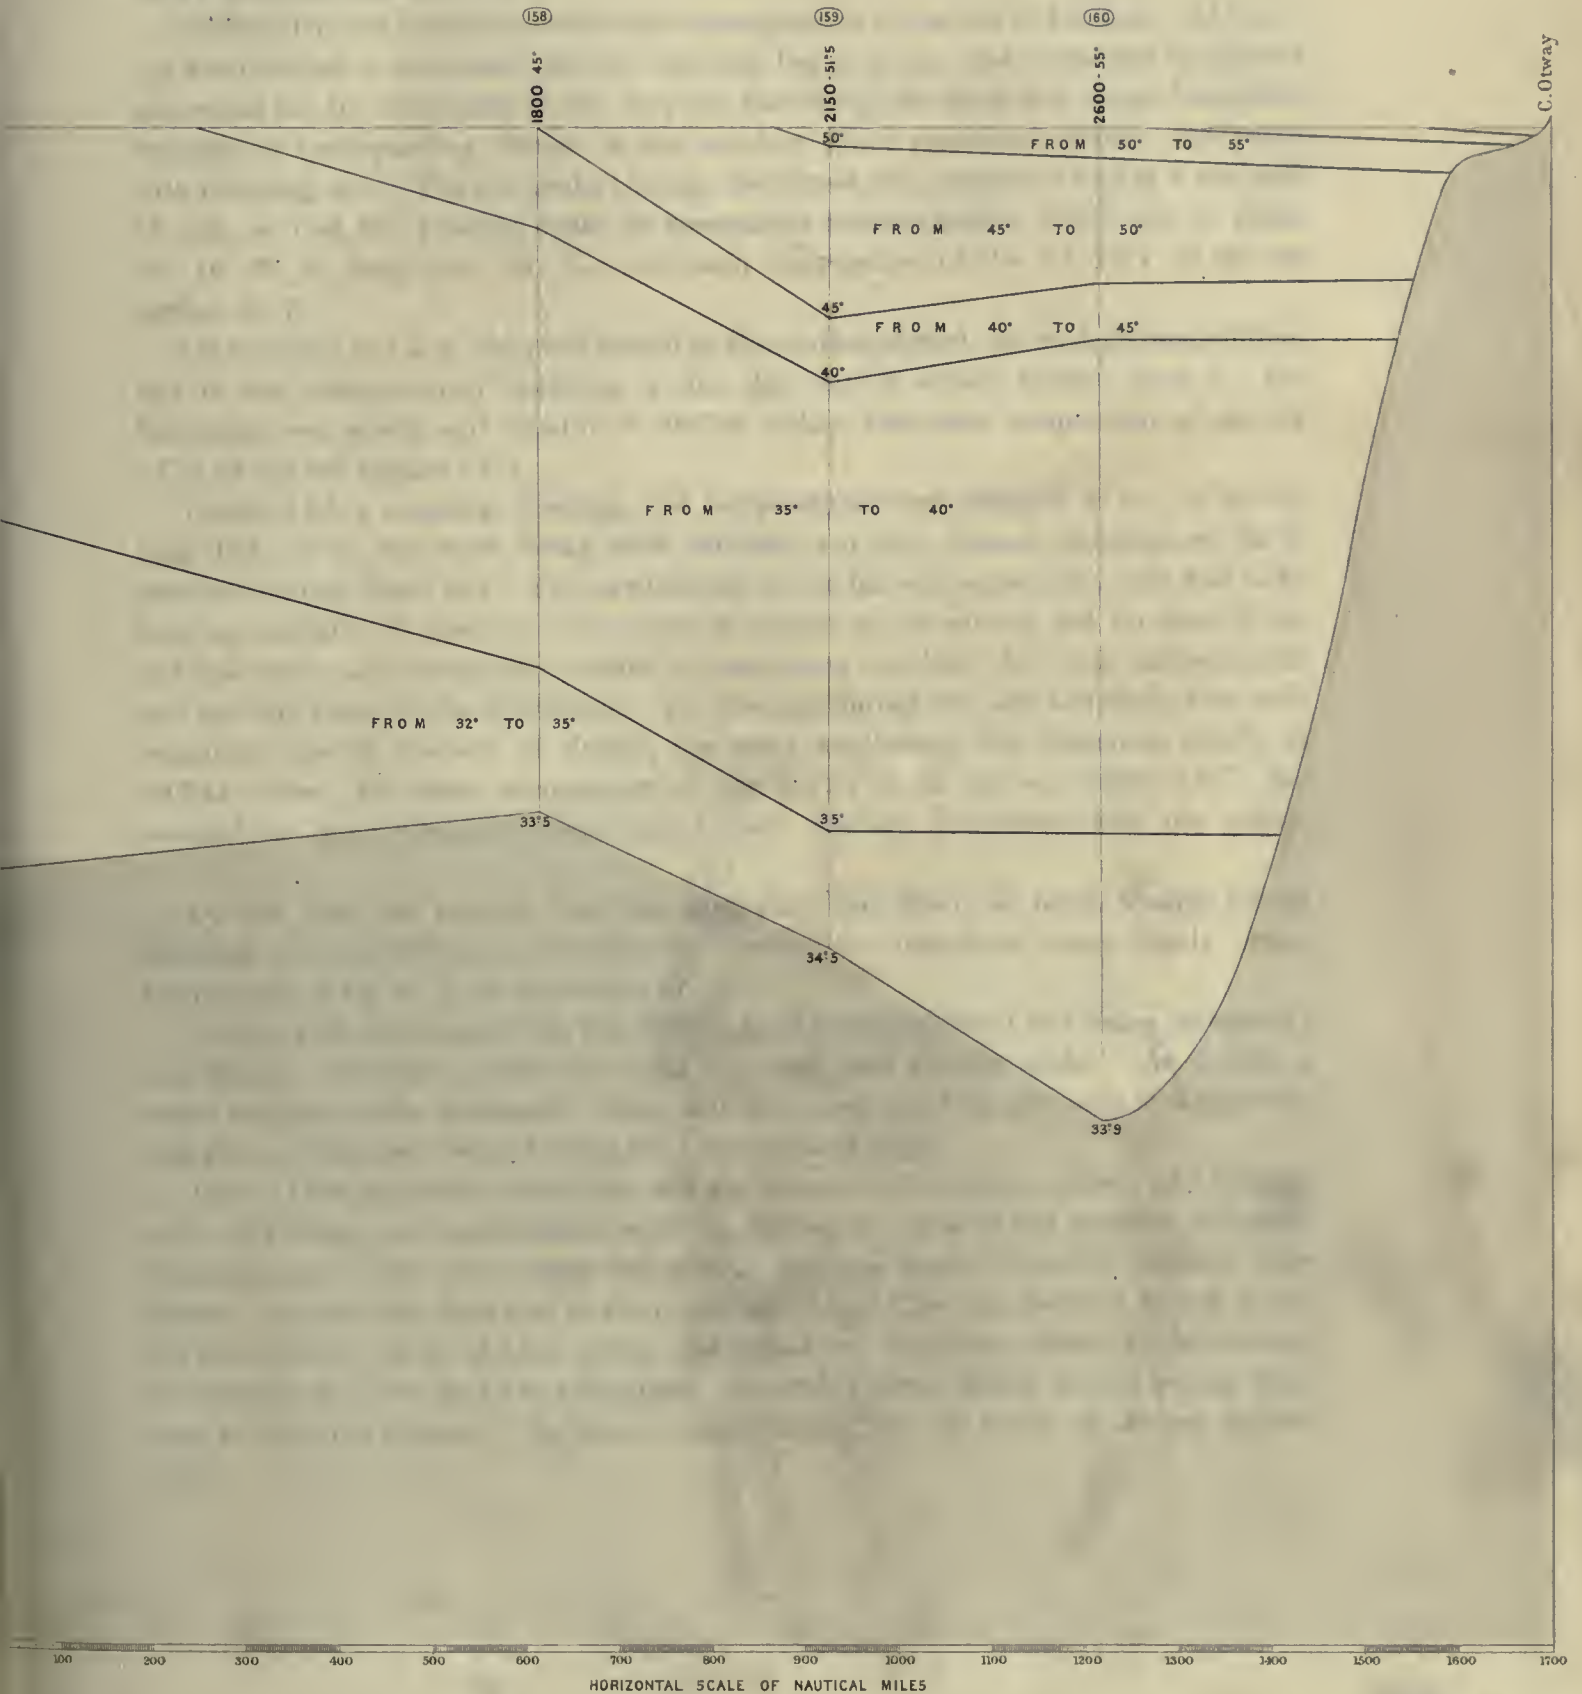 158 159 160
1800 45°
2150 - 51°5
2600 - 55°
C. Otway
50°
FROM 50° TO 55°
FROM 45° TO 50°
45°
FROM 40° TO 45°
40°
FROM 35° TO 40°
FROM 32° TO 35°
33°5
35°
34°5
33°9
100 200 300 400 500 600 700 800 900 1000 1100 1200 1300 1400 1500 1600 1700
HORIZONTAL SCALE OF NAUTICAL MILES